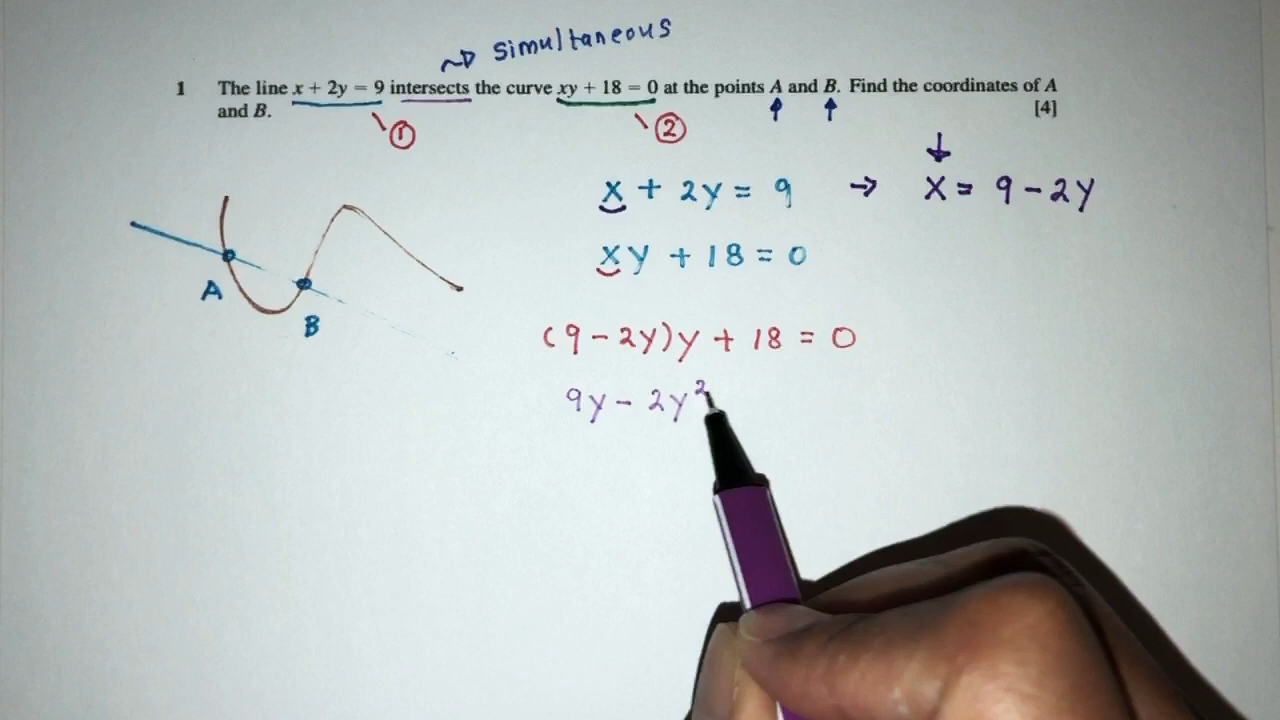 ~> simultaneous
1 The line x + 2y = 9 intersects the curve xy + 18 = 0 at the points A and B. Find the coordinates of A
and B. [4]
① ②
x + 2y = 9 → x = 9 - 2y
xy + 18 = 0
A
B
(9 - 2y)y + 18 = 0
9y - 2y²